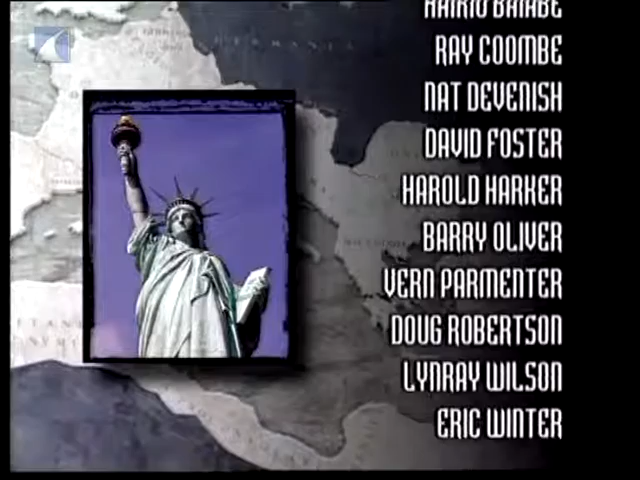 RAY COOMBE
NAT DEVENISH
DAVID FOSTER
HAROLD HARKER
BARRY OLIVER
VERN PARMENTER
DOUG ROBERTSON
LYNRAY WILSON
ERIC WINTER